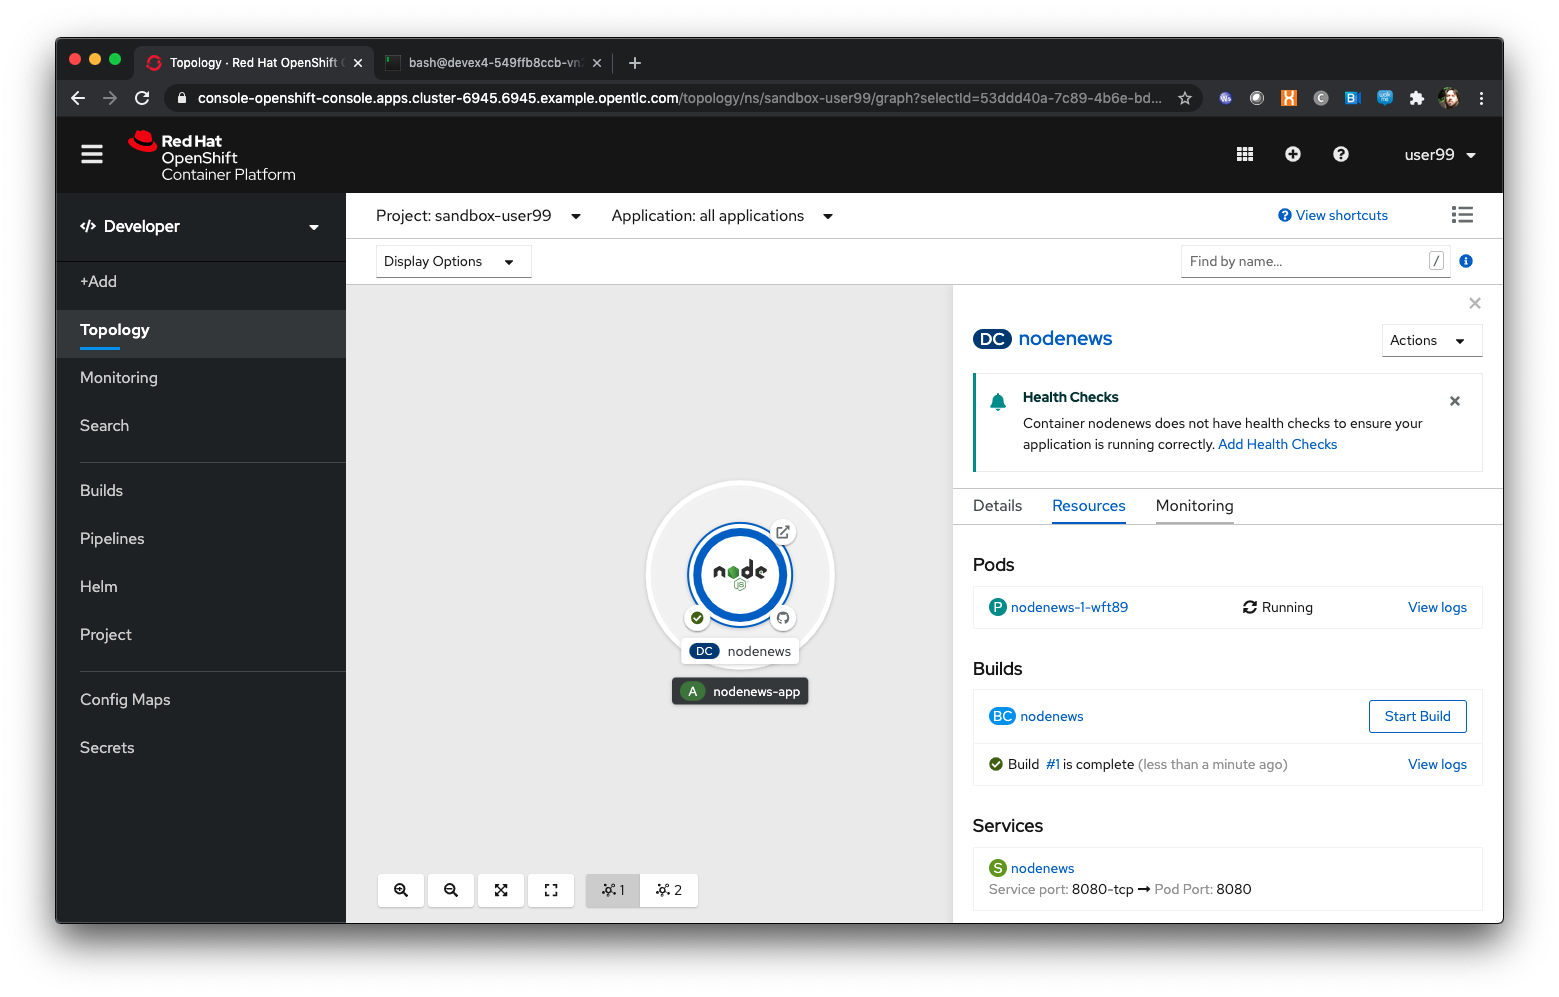 Topology · Red Hat OpenShift C
bash@devex4-549ffb8ccb-vn
console-openshift-console.apps.cluster-6945.6945.example.opentlc.com/topology/ns/sandbox-user99/graph?selectId=53ddd40a-7c89-4b6e-bd...
Red Hat
OpenShift
Container Platform
user99
Developer
+Add
Topology
Monitoring
Search
Builds
Pipelines
Helm
Project
Config Maps
Secrets
Project: sandbox-user99
Application: all applications
View shortcuts
Display Options
Find by name...
/
node
JS
DC nodenews
A nodenews-app
1
2
DC nodenews
Actions
Health Checks
Container nodenews does not have health checks to ensure your
application is running correctly. Add Health Checks
Details
Resources
Monitoring
Pods
P nodenews-1-wft89
Running
View logs
Builds
BC nodenews
Start Build
Build #1 is complete (less than a minute ago)
View logs
Services
S nodenews
Service port: 8080-tcp → Pod Port: 8080